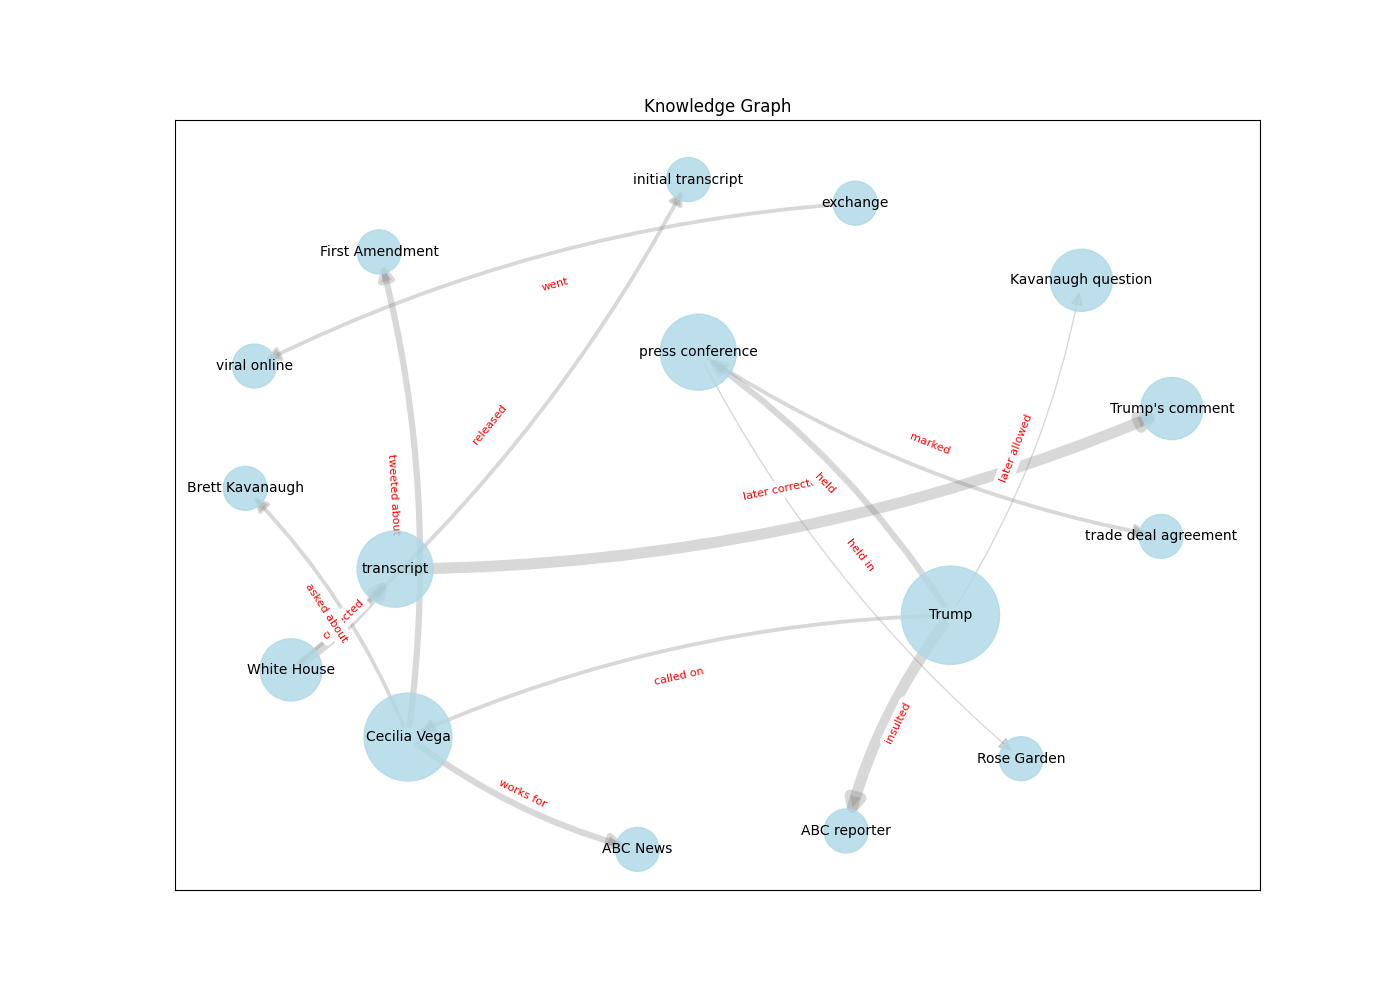 Knowledge Graph
initial transcript
exchange
First Amendment
Kavanaugh question
went
press conference
viral online
Trump's comment
released
marked
later allowed
Brett Kavanaugh
tweeted about
later correct
held
trade deal agreement
held in
transcript
asked about
cted
Trump
White House
called on
Cecilia Vega
insulted
Rose Garden
works for
ABC reporter
ABC News